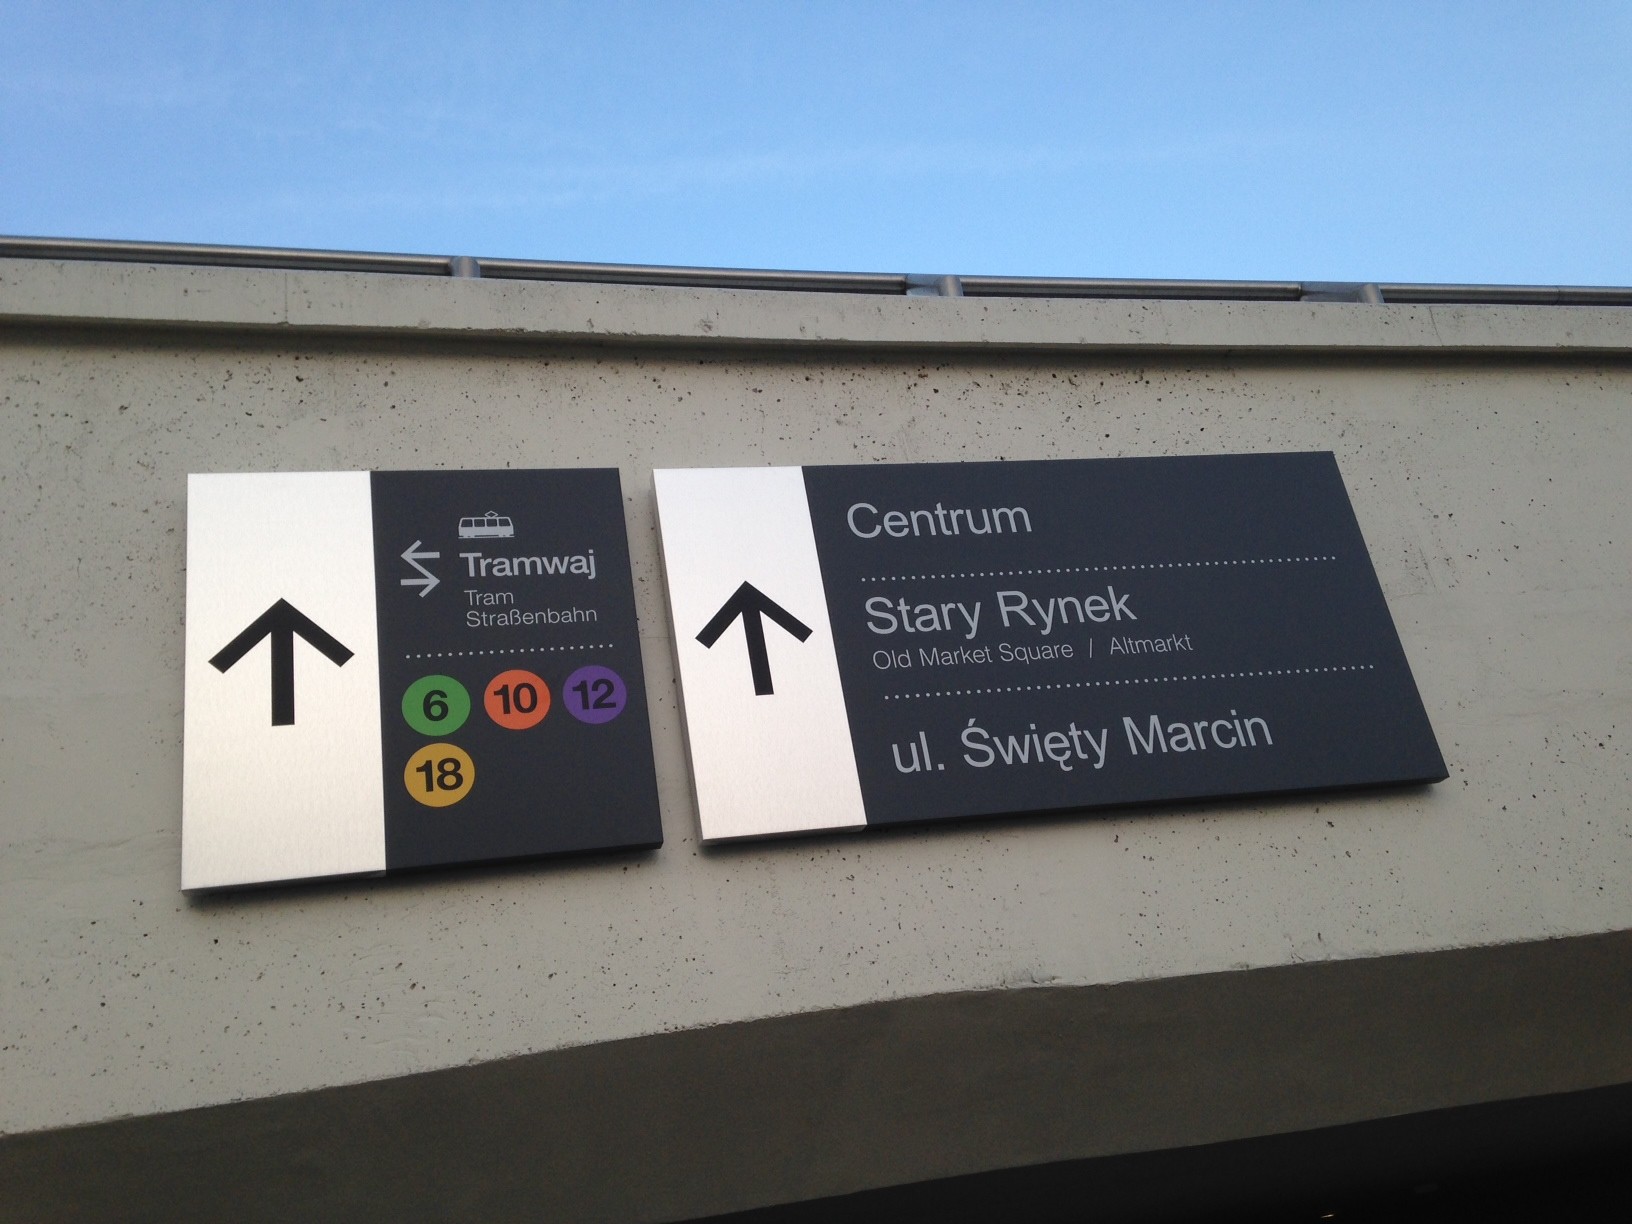 Tramwaj
Tram
Straßenbahn
6 10 12
18
Centrum
Stary Rynek
Old Market Square / Altmarkt
ul. Święty Marcin